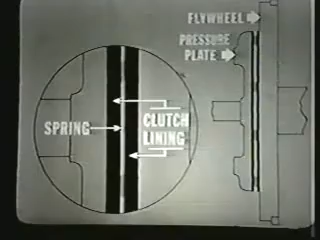 FLYWHEEL
PRESSURE
PLATE
SPRING
CLUTCH
LINING